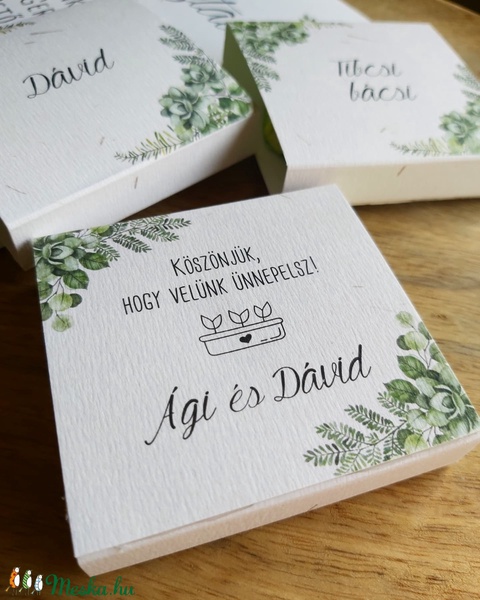 Dávid
Tibcsi
bácsi
Köszönjük,
hogy velünk ünnepelsz!
Ági és Dávid
Meska.hu